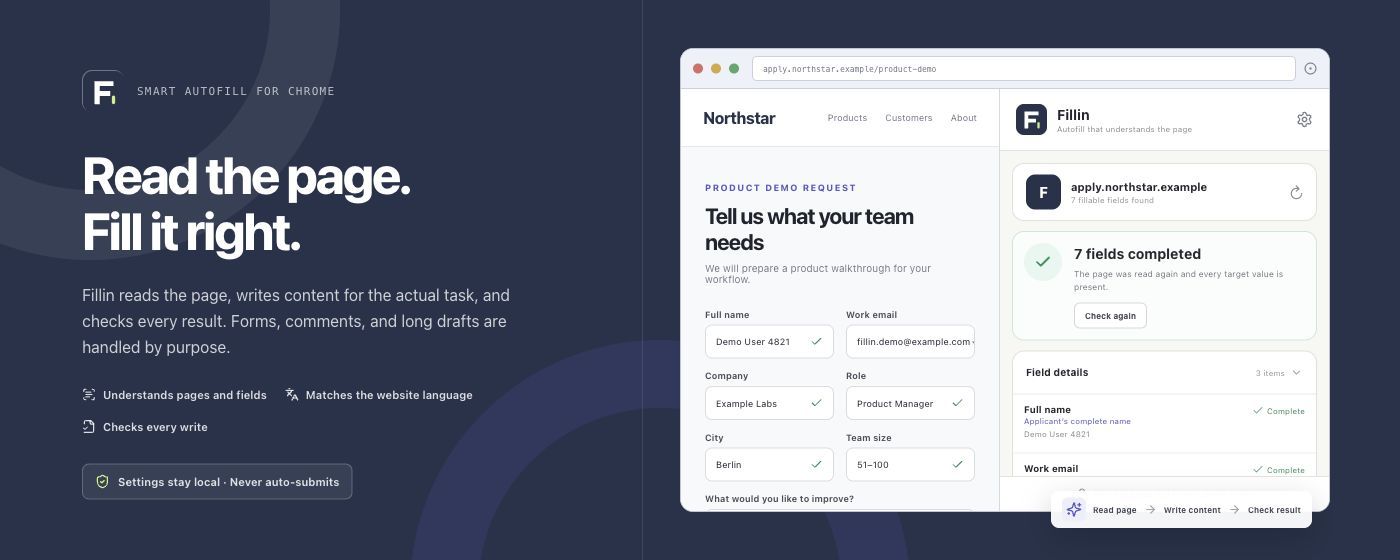 F
SMART AUTOFILL FOR CHROME
Read the page.
Fill it right.
Fillin reads the page, writes content for the actual task, and
checks every result. Forms, comments, and long drafts are
handled by purpose.
Understands pages and fields
Matches the website language
Checks every write
Settings stay local · Never auto-submits
apply.northstar.example/product-demo
Northstar
Products
Customers
About
PRODUCT DEMO REQUEST
Tell us what your team
needs
We will prepare a product walkthrough for your
workflow.
Full name
Work email
Demo User 4821
fillin.demo@example.com
Company
Role
Example Labs
Product Manager
City
Team size
Berlin
51–100
What would you like to improve?
F
Fillin
Autofill that understands the page
F
apply.northstar.example
7 fillable fields found
7 fields completed
The page was read again and every target value is
present.
Check again
Field details
3 items
Full name
Complete
Applicant's complete name
Demo User 4821
Work email
Complete
Read page → Write content → Check result